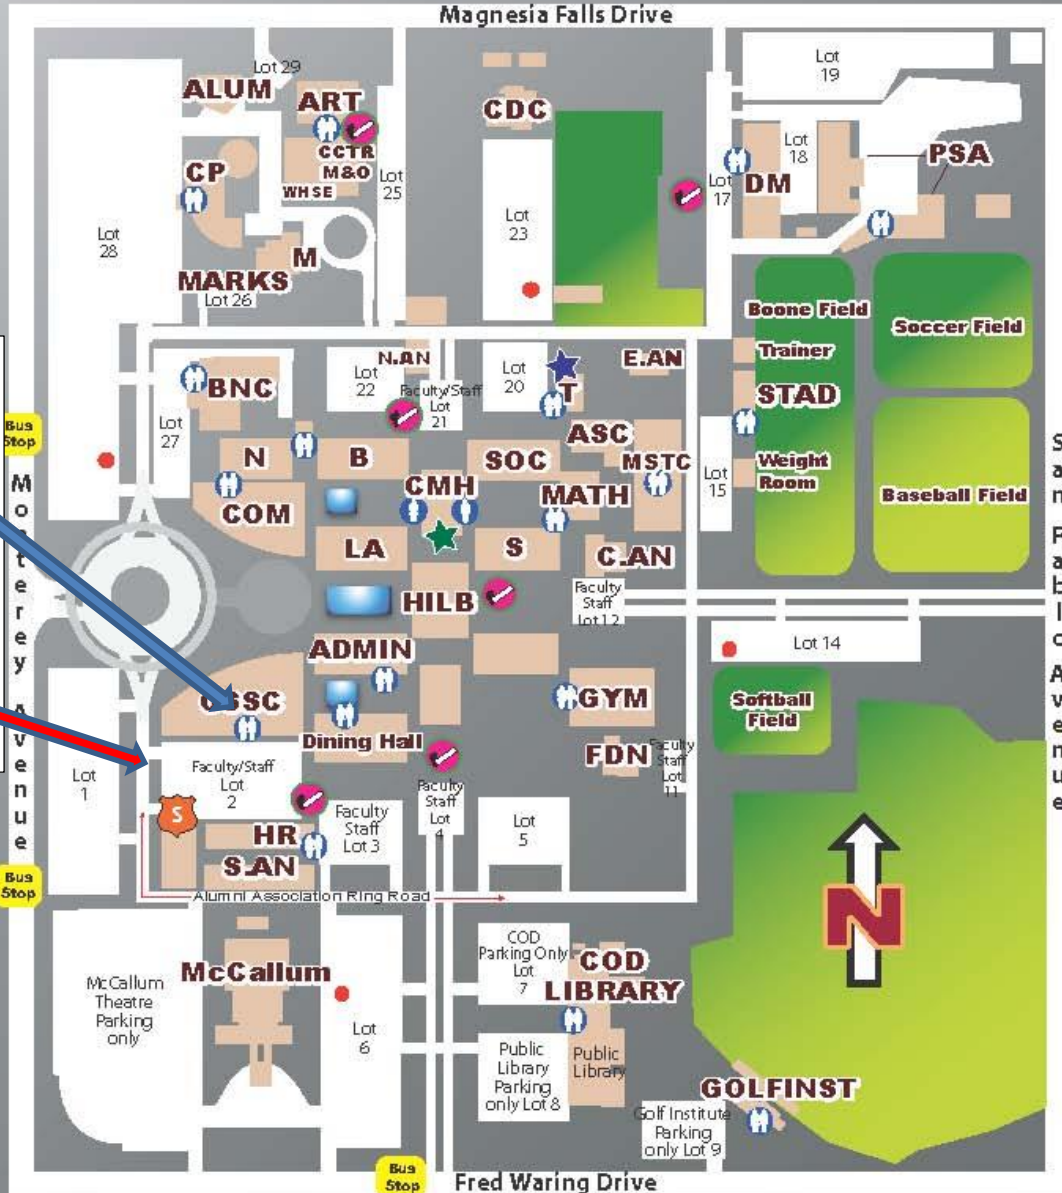 Magnesia Falls Drive
Lot 29
ALUM
ART
CCTR
M&O
WHSE
CP
Lot
25
Lot
28
M
MARKS
Lot 26
CDC
Lot
23
Lot
17
Lot
19
Lot
18
DM
PSA
Boone Field
Soccer Field
Trainer
STAD
Weight
Room
Baseball Field
N.AN
Lot
22
Faculty/Staff
Lot
21
Lot
20
T
E.AN
BNC
Lot
27
Bus
Stop
N
B
SOC
ASC
MSTC
Lot
15
COM
CMH
MATH
LA
S
C.AN
HILB
Faculty
Staff
Lot 12
Monterey Avenue
ADMIN
Lot 14
GYM
Softball
Field
Dining Hall
FDN
Faculty
Staff
Lot
11
Lot
1
Faculty/Staff
Lot
2
S
HR
S.AN
Faculty
Staff
Lot 3
Faculty
Staff
Lot
4
Lot
5
Bus
Stop
Alumni Association Ring Road
N
McCallum
Theatre
Parking
only
McCallum
Lot
6
COD
Parking Only
Lot
7
COD
LIBRARY
Public
Library
Parking
only Lot 8
Public
Library
GOLFINST
Golf Institute
Parking
only Lot 9
Bus
Stop
Fred Waring Drive
Avenue